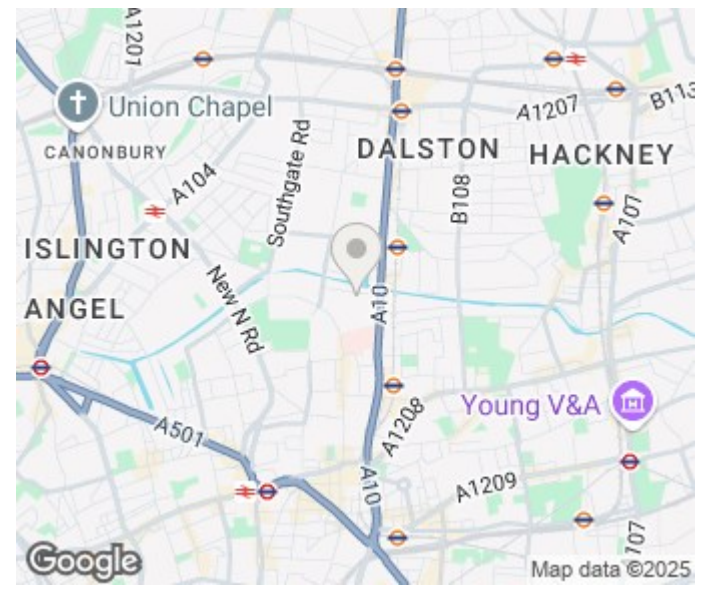 A1201
Union Chapel
CANONBURY
A104
Southgate Rd
DALSTON
A1207
B113
HACKNEY
B108
A107
ISLINGTON
New N Rd
ANGEL
A10
A501
A1208
Young V&A
A10
A1209
107
Google
Map data ©2025